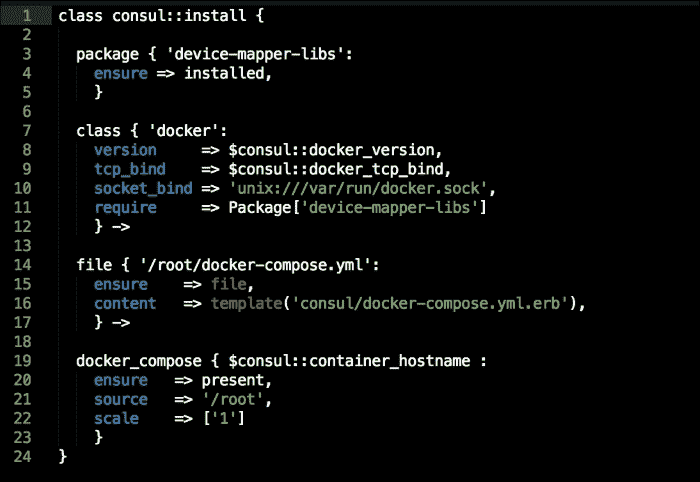 1 class consul::install {
2
3 package { 'device-mapper-libs':
4 ensure => installed,
5 }
6
7 class { 'docker':
8 version => $consul::docker_version,
9 tcp_bind => $consul::docker_tcp_bind,
10 socket_bind => 'unix:///var/run/docker.sock',
11 require => Package['device-mapper-libs']
12 } ->
13
14 file { '/root/docker-compose.yml':
15 ensure => file,
16 content => template('consul/docker-compose.yml.erb'),
17 } ->
18
19 docker_compose { $consul::container_hostname :
20 ensure => present,
21 source => '/root',
22 scale => ['1']
23 }
24 }